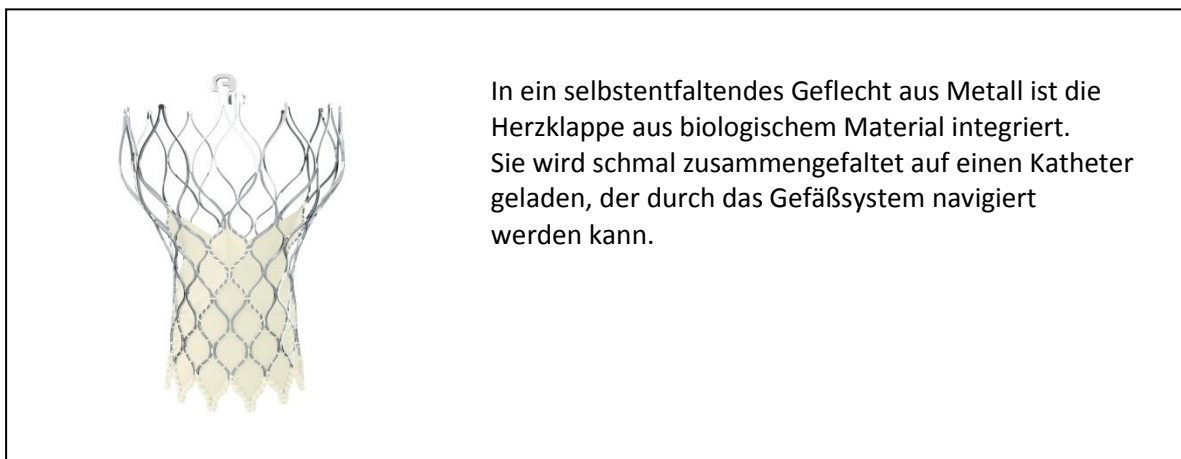 In ein selbstentfaltendes Geflecht aus Metall ist die
Herzklappe aus biologischem Material integriert.
Sie wird schmal zusammengefaltet auf einen Katheter
geladen, der durch das Gefäßsystem navigiert
werden kann.